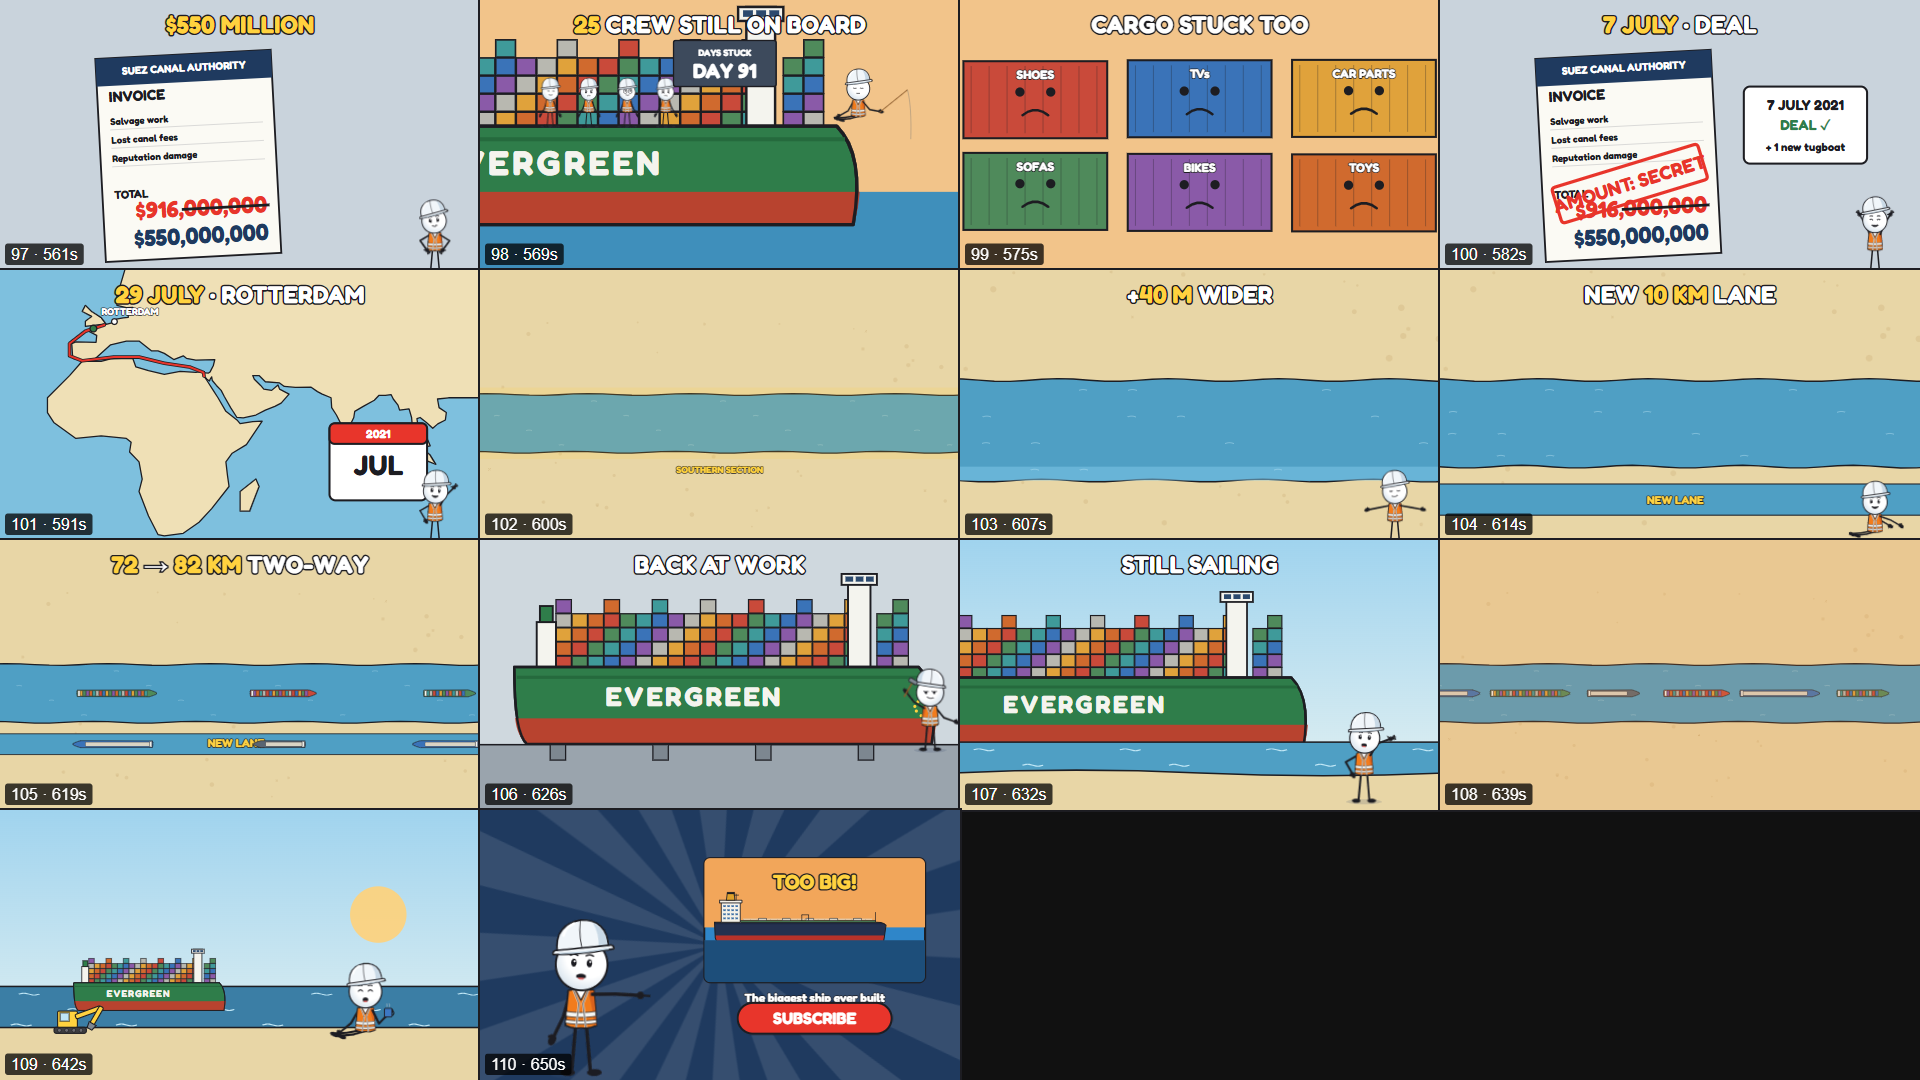 $550 MILLION
SUEZ CANAL AUTHORITY
INVOICE
Salvage work
Lost canal fees
Reputation damage
TOTAL
$916,000,000
$550,000,000
97 · 561s
25 CREW STILL ON BOARD
DAYS STUCK
DAY 91
VERGREEN
98 · 569s
CARGO STUCK TOO
SHOES
TVs
CAR PARTS
SOFAS
BIKES
TOYS
99 · 575s
7 JULY · DEAL
SUEZ CANAL AUTHORITY
INVOICE
Salvage work
Lost canal fees
Reputation damage
TOTAL
AMOUNT: SECRET
$916,000,000
$550,000,000
7 JULY 2021
DEAL ✓
+ 1 new tugboat
100 · 582s
29 JULY · ROTTERDAM
ROTTERDAM
2021
JUL
101 · 591s
SOUTHERN SECTION
102 · 600s
+40 M WIDER
103 · 607s
NEW 10 KM LANE
NEW LANE
104 · 614s
72 → 82 KM TWO-WAY
NEW LANE
105 · 619s
BACK AT WORK
EVERGREEN
106 · 626s
STILL SAILING
EVERGREEN
107 · 632s
108 · 639s
EVERGREEN
109 · 642s
TOO BIG!
The biggest ship ever built
SUBSCRIBE
110 · 650s